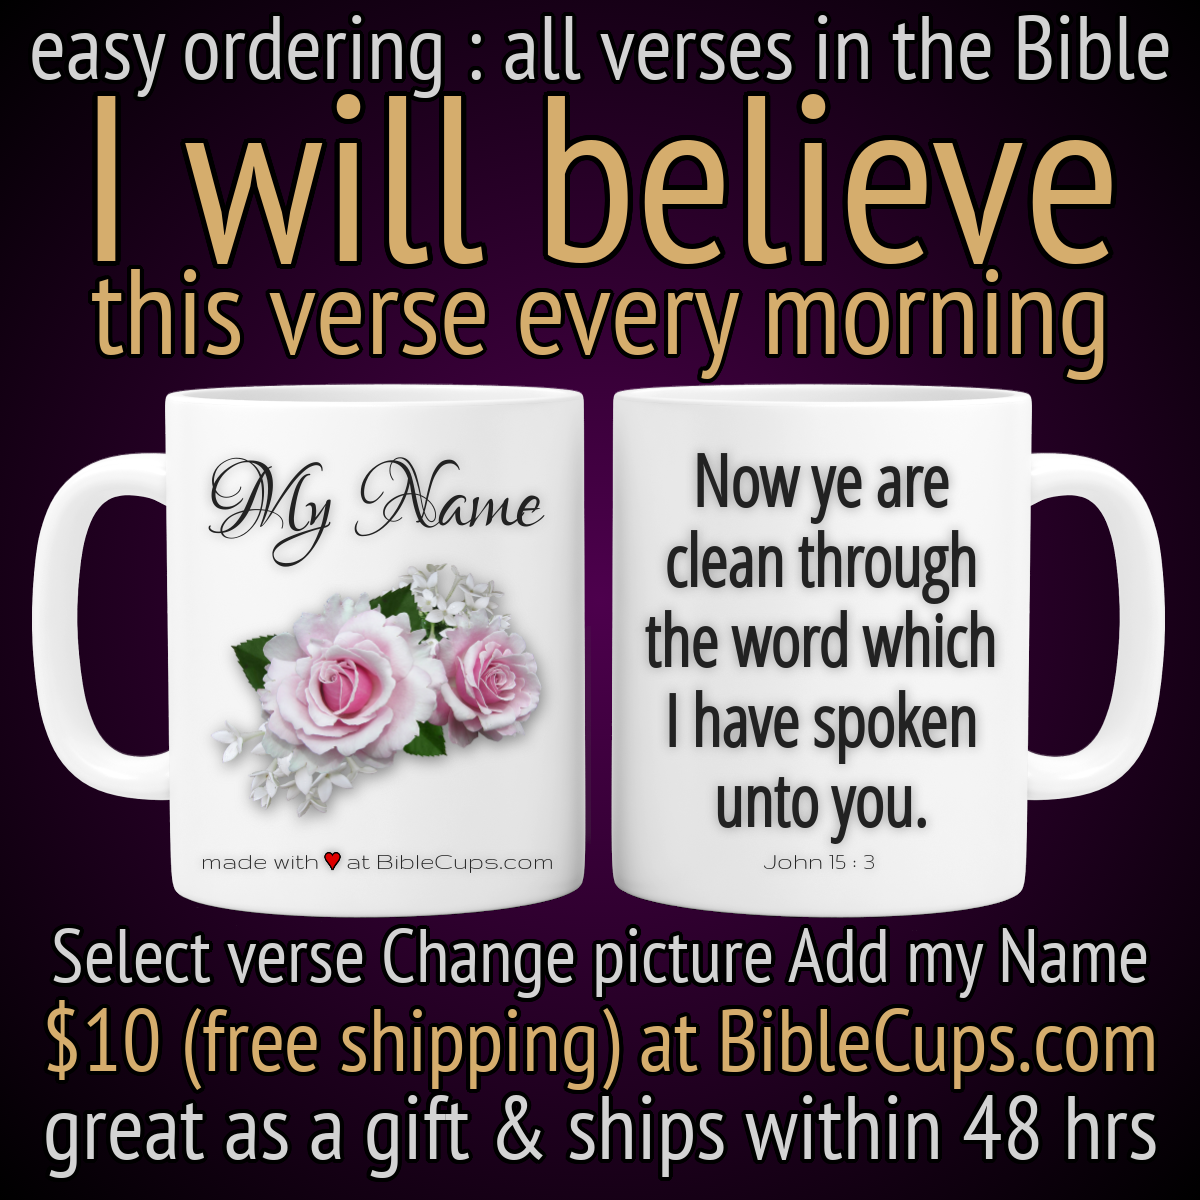 easy ordering : all verses in the Bible
I will believe
this verse every morning
My Name
made with ♥ at BibleCups.com
Now ye are
clean through
the word which
I have spoken
unto you.
John 15 : 3
Select verse Change picture Add my Name
$10 (free shipping) at BibleCups.com
great as a gift & ships within 48 hrs